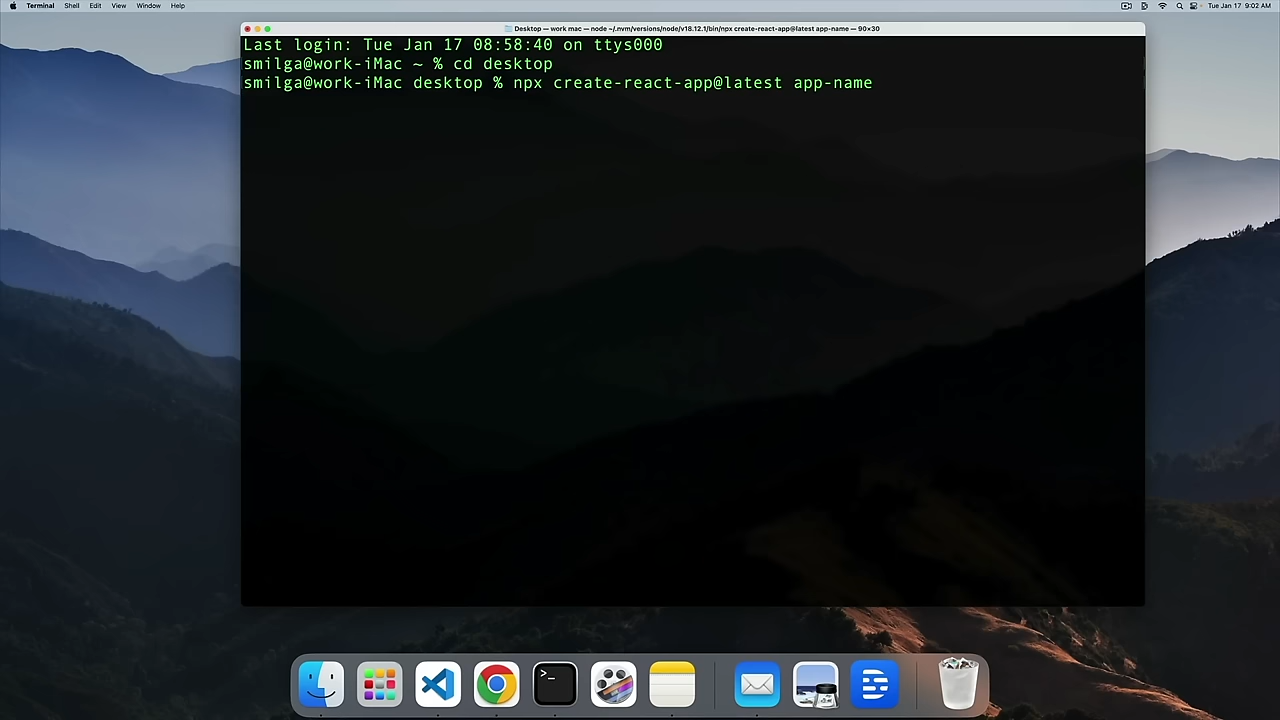 Terminal Shell Edit View Window Help
Tue Jan 17 9:02 AM
Desktop — work mac — node ~/.nvm/versions/node/v18.12.1/bin/npx create-react-app@latest app-name — 90×30
Last login: Tue Jan 17 08:58:40 on ttys000
smilga@work-iMac ~ % cd desktop
smilga@work-iMac desktop % npx create-react-app@latest app-name
>_